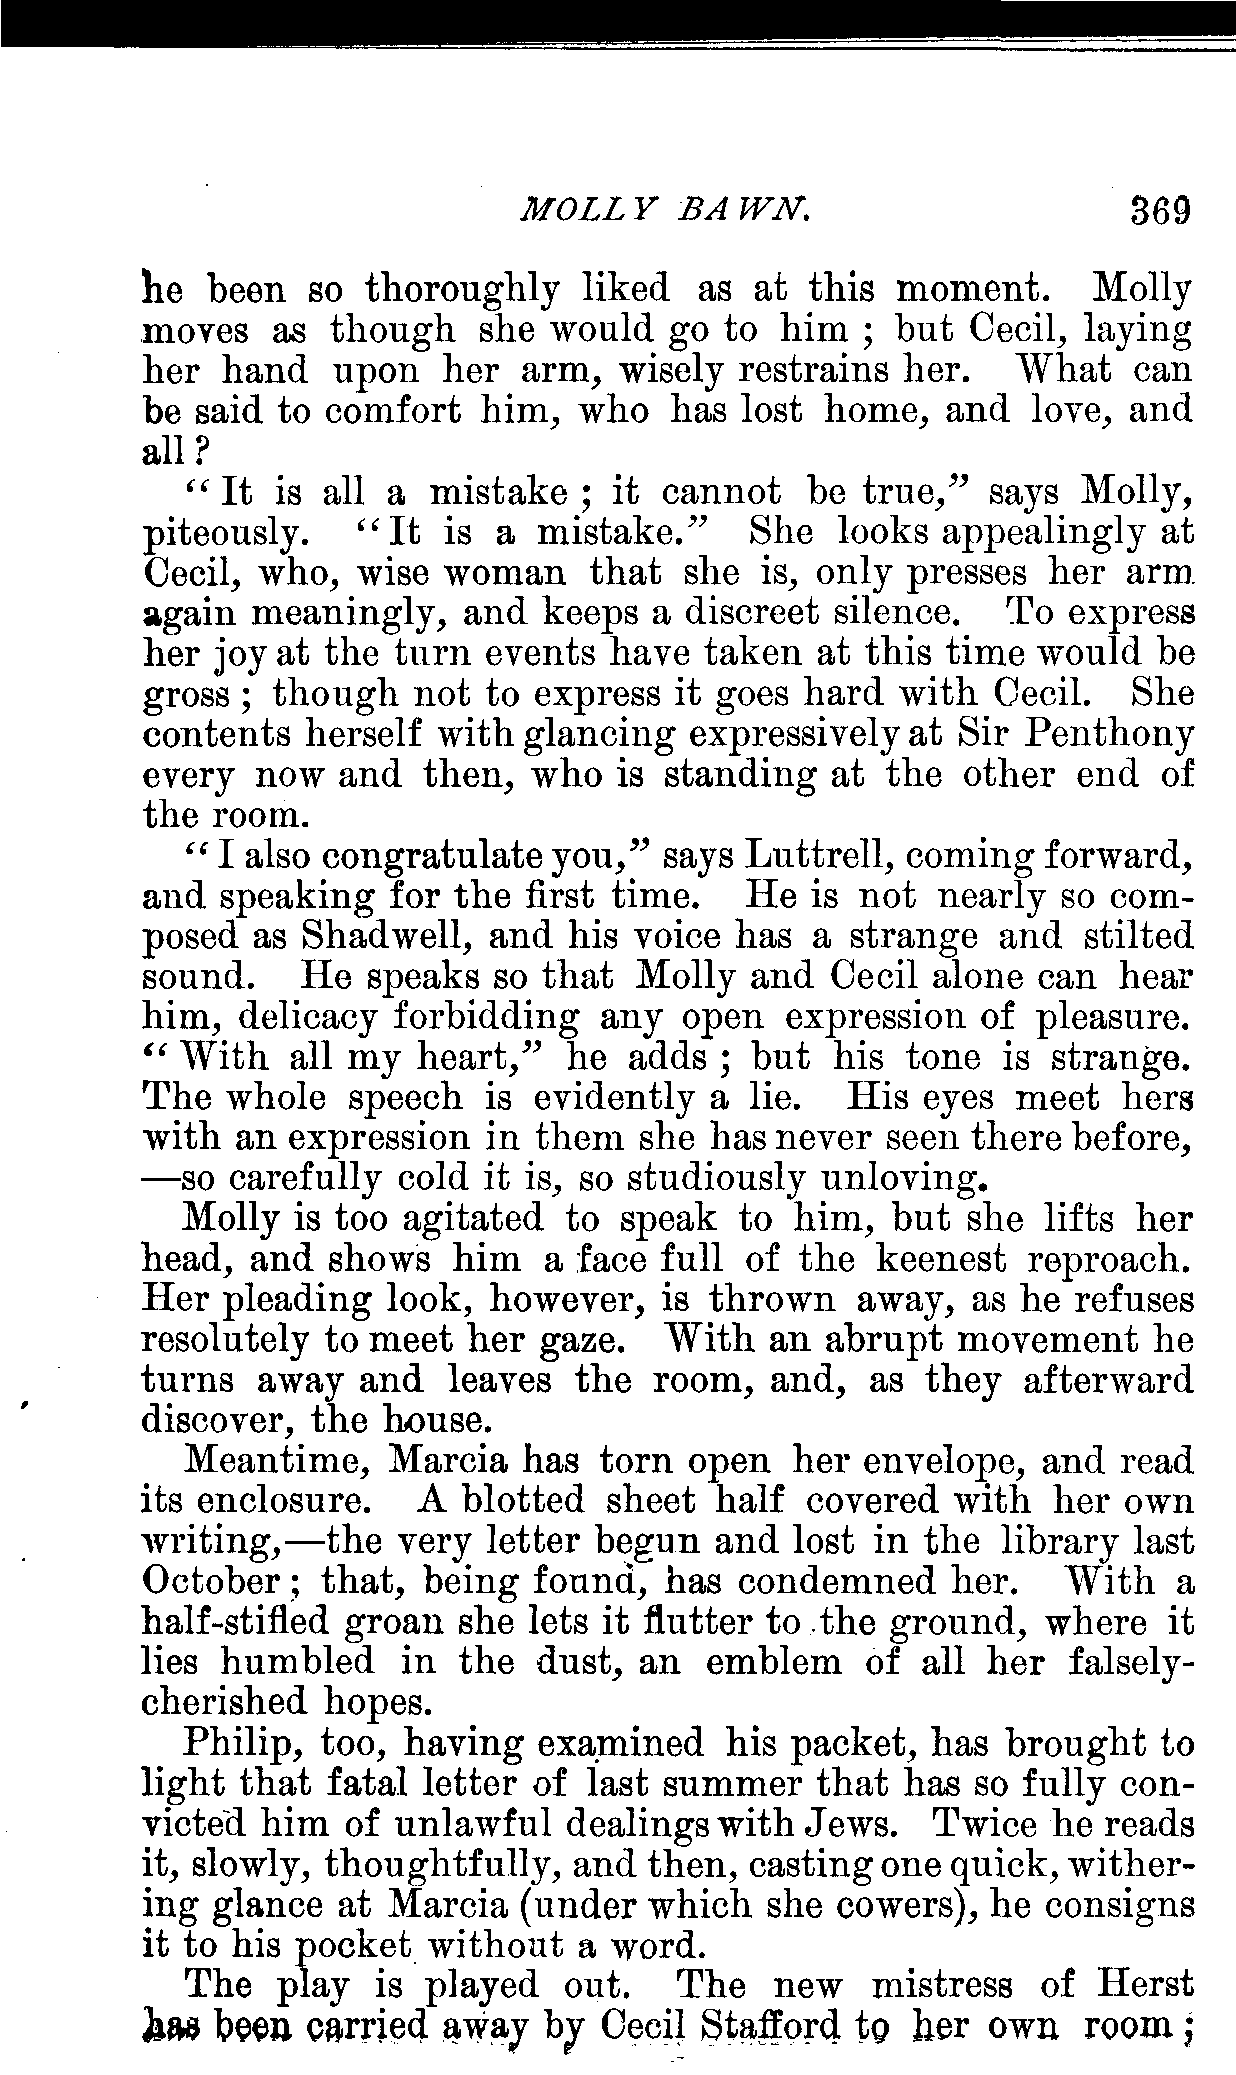 MOLLY BAWN. 369
he been so thoroughly liked as at this moment. Molly
moves as though she would go to him ; but Cecil, laying
her hand upon her arm, wisely restrains her. What can
be said to comfort him, who has lost home, and love, and
all ?
“ It is all a mistake ; it cannot be true,” says Molly,
piteously. “ It is a mistake.” She looks appealingly at
Cecil, who, wise woman that she is, only presses her arm
again meaningly, and keeps a discreet silence. To express
her joy at the turn events have taken at this time would be
gross ; though not to express it goes hard with Cecil. She
contents herself with glancing expressively at Sir Penthony
every now and then, who is standing at the other end of
the room.
“ I also congratulate you,” says Luttrell, coming forward,
and speaking for the first time. He is not nearly so com-
posed as Shadwell, and his voice has a strange and stilted
sound. He speaks so that Molly and Cecil alone can hear
him, delicacy forbidding any open expression of pleasure.
“ With all my heart,” he adds ; but his tone is strange.
The whole speech is evidently a lie. His eyes meet hers
with an expression in them she has never seen there before,
—so carefully cold it is, so studiously unloving.
Molly is too agitated to speak to him, but she lifts her
head, and shows him a face full of the keenest reproach.
Her pleading look, however, is thrown away, as he refuses
resolutely to meet her gaze. With an abrupt movement he
turns away and leaves the room, and, as they afterward
discover, the house.
Meantime, Marcia has torn open her envelope, and read
its enclosure. A blotted sheet half covered with her own
writing,—the very letter begun and lost in the library last
October ; that, being found, has condemned her. With a
half-stifled groan she lets it flutter to the ground, where it
lies humbled in the dust, an emblem of all her falsely-
cherished hopes.
Philip, too, having examined his packet, has brought to
light that fatal letter of last summer that has so fully con-
victed him of unlawful dealings with Jews. Twice he reads
it, slowly, thoughtfully, and then, casting one quick, wither-
ing glance at Marcia (under which she cowers), he consigns
it to his pocket without a word.
The play is played out. The new mistress of Herst
has been carried away by Cecil Stafford to her own room ;